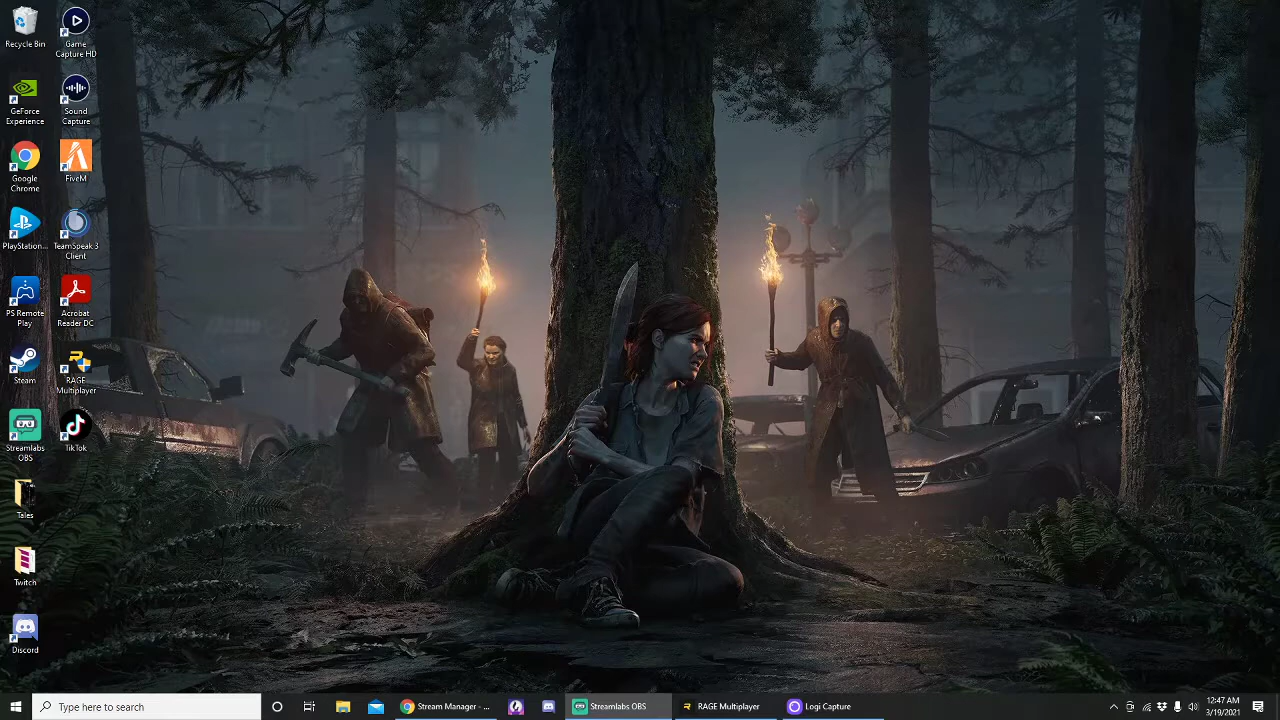 Recycle Bin
Game
Capture HD
GeForce
Experience
Sound
Capture
Google
Chrome
FiveM
PlayStation...
TeamSpeak 3
Client
PS Remote
Play
Acrobat
Reader DC
Steam
RAGE
Multiplayer
Streamlabs
OBS
TikTok
Tales
Twitch
Discord
Type here to search
Stream Manager - ...
Streamlabs OBS
RAGE Multiplayer
Logi Capture
12:47 AM
3/19/2021